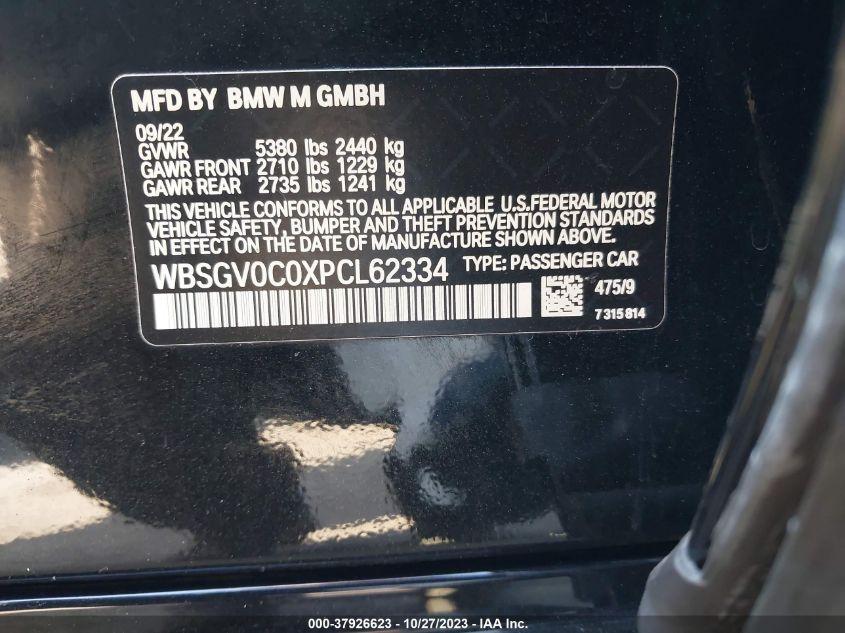 MFD BY BMW M GMBH
09/22
GVWR 5380 lbs 2440 kg
GAWR FRONT 2710 lbs 1229 kg
GAWR REAR 2735 lbs 1241 kg
THIS VEHICLE CONFORMS TO ALL APPLICABLE U.S.FEDERAL MOTOR
VEHICLE SAFETY, BUMPER AND THEFT PREVENTION STANDARDS
IN EFFECT ON THE DATE OF MANUFACTURE SHOWN ABOVE.
WBSGV0C0XPCL62334 TYPE: PASSENGER CAR
475/9
7315814
000-37926623 - 10/27/2023 - IAA Inc.